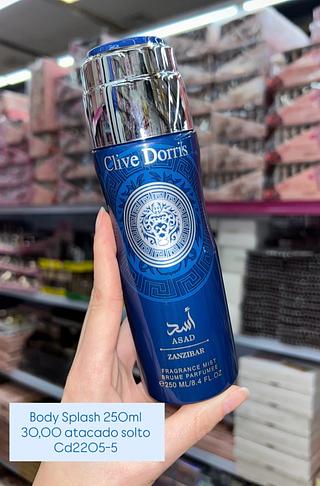 Clive Dorris
أسد
ASAD
ZANZIBAR
FRAGRANCE MIST
BRUME PARFUMÉE
℮250 ML/8.4 FL OZ
Body Splash 250ml
30,00 atacado solto
Cd2205-5